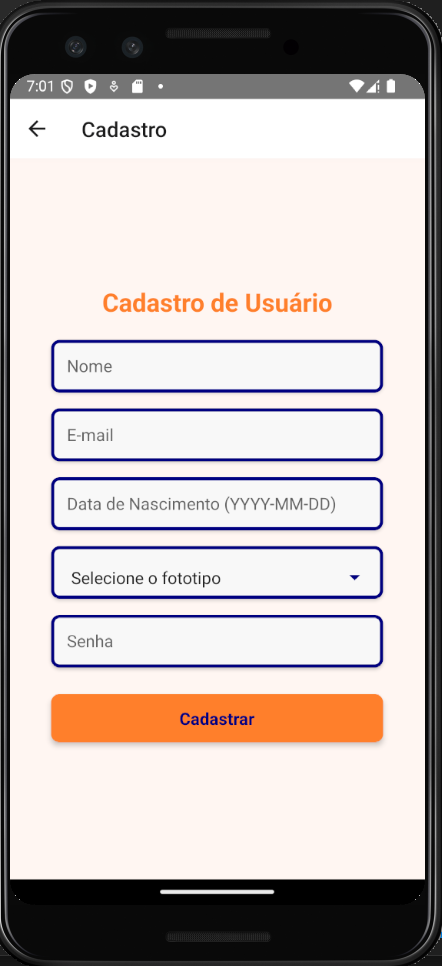 7:01
Cadastro
Cadastro de Usuário
Nome
E-mail
Data de Nascimento (YYYY-MM-DD)
Selecione o fototipo
Senha
Cadastrar